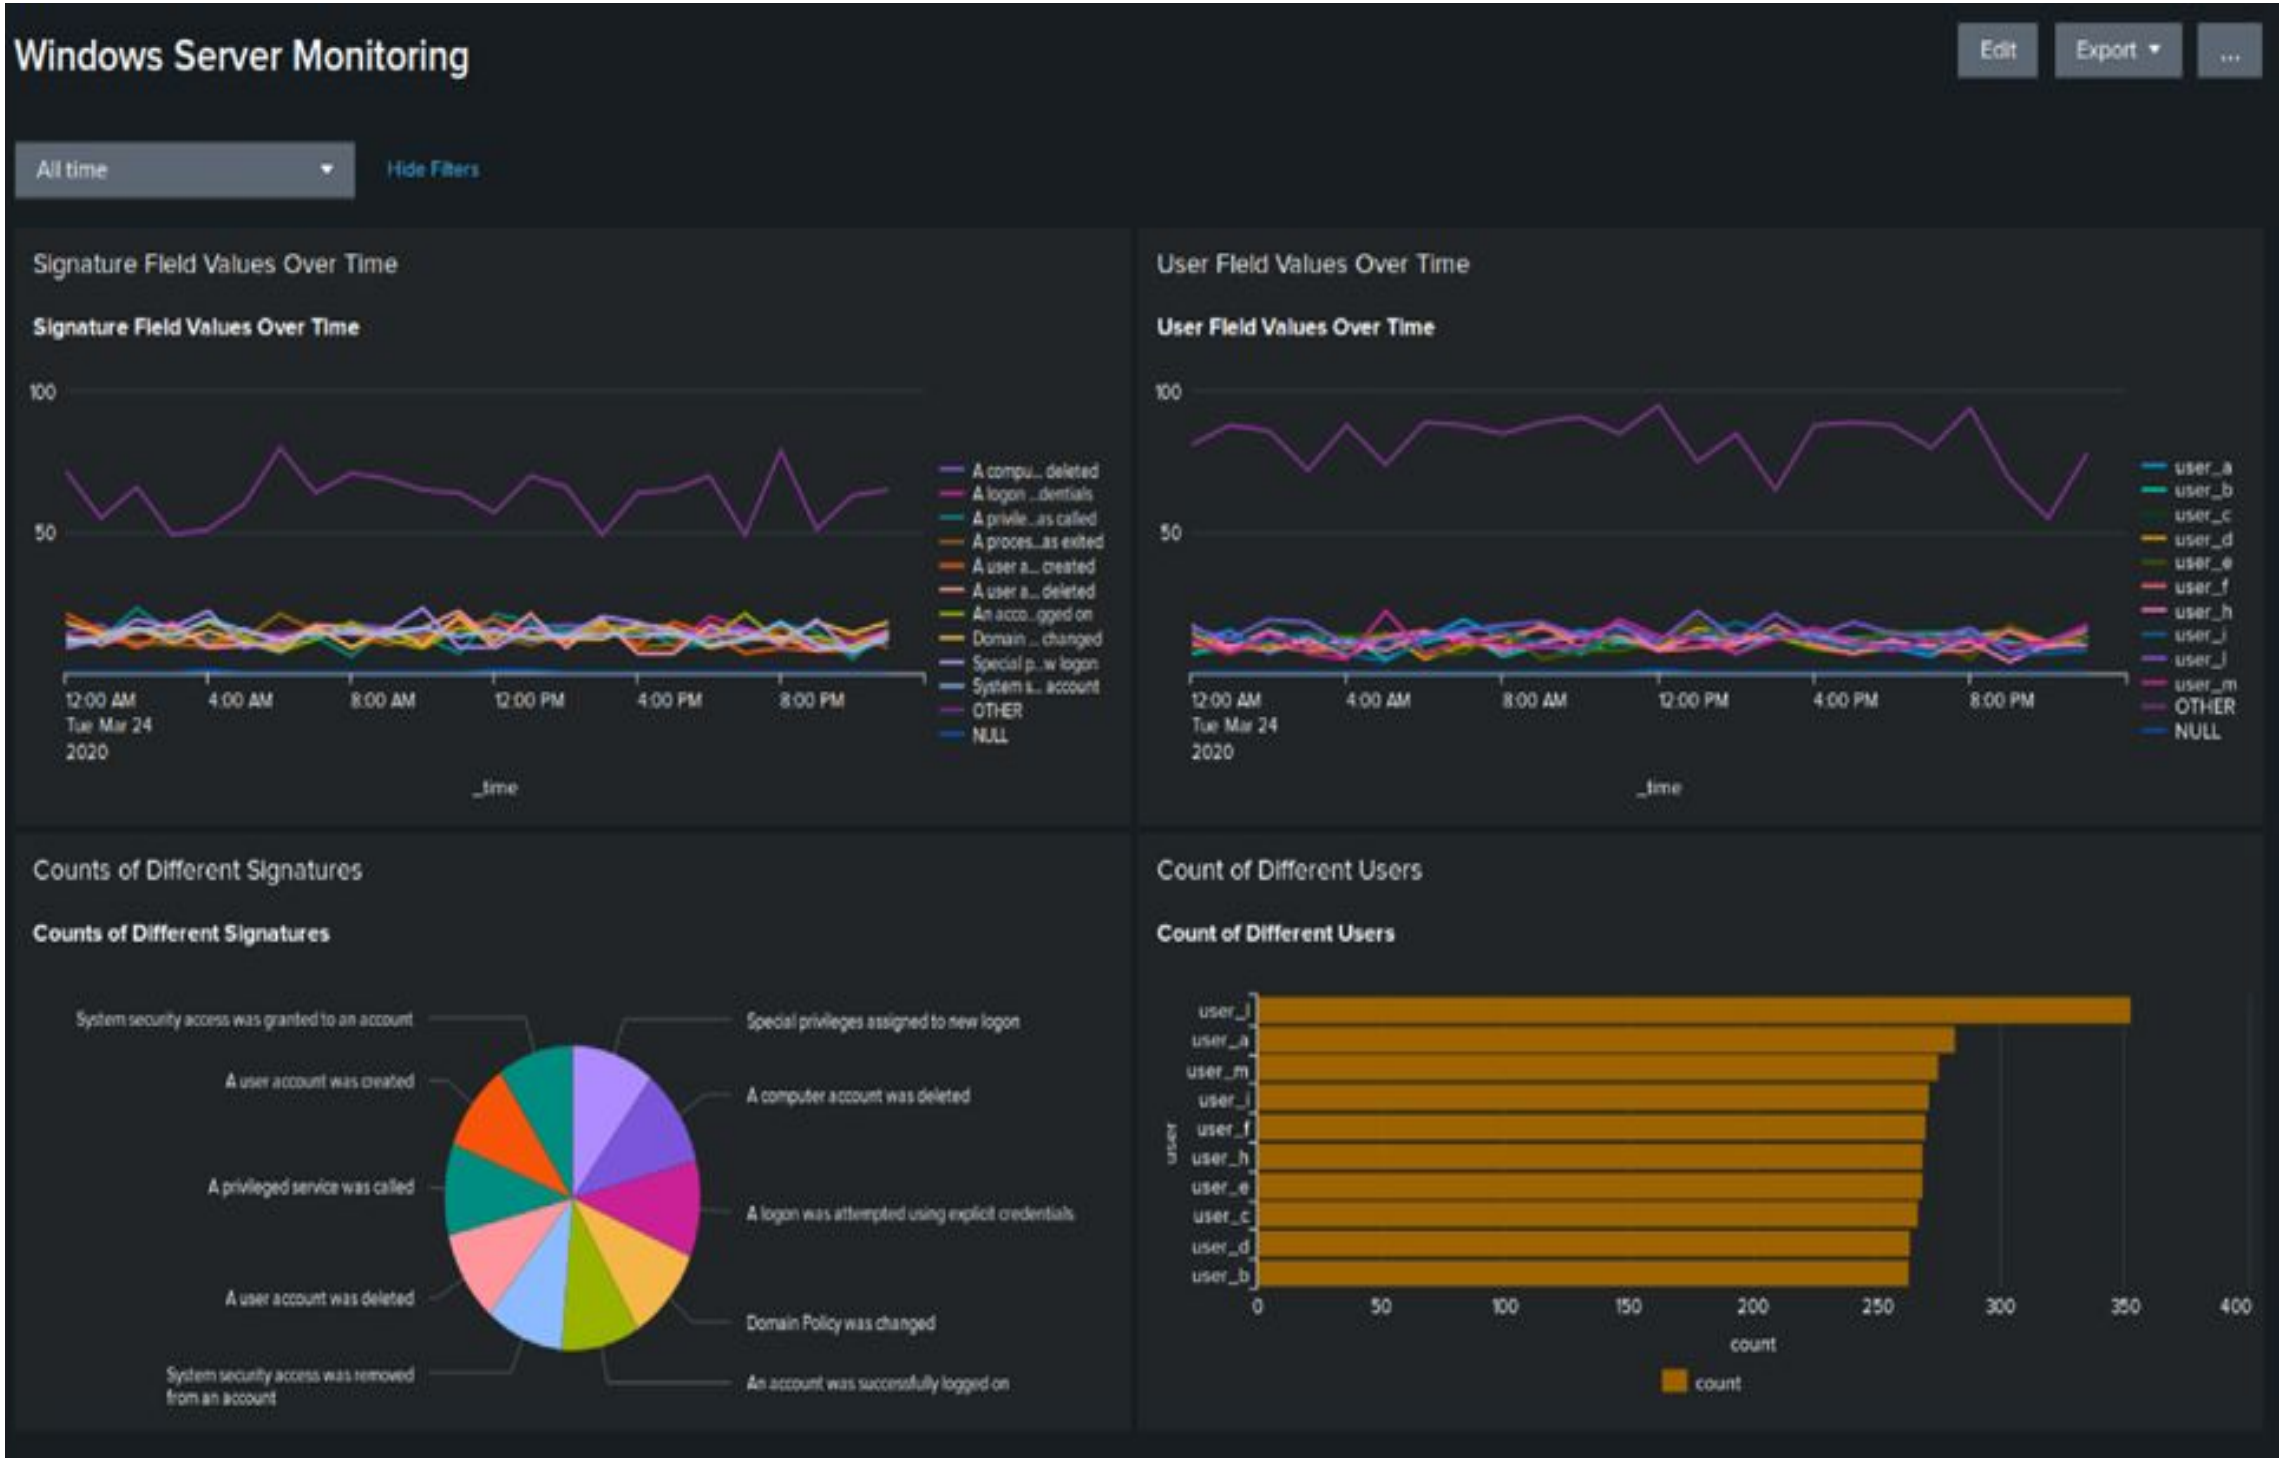 Windows Server Monitoring
Edit
Export
...
All time
Hide Filters
Signature Field Values Over Time
Signature Field Values Over Time
100
50
12:00 AM
Tue Mar 24
2020
4:00 AM
8:00 AM
12:00 PM
4:00 PM
8:00 PM
_time
A compu... deleted
A logon ...dentials
A privile...as called
A proces...as exited
A user a... created
A user a... deleted
An acco...gged on
Domain ... changed
Special p...w logon
System s... account
OTHER
NULL
User Field Values Over Time
User Field Values Over Time
100
50
12:00 AM
Tue Mar 24
2020
4:00 AM
8:00 AM
12:00 PM
4:00 PM
8:00 PM
_time
user_a
user_b
user_c
user_d
user_e
user_f
user_h
user_i
user_l
user_m
OTHER
NULL
Counts of Different Signatures
Counts of Different Signatures
System security access was granted to an account
A user account was created
A privileged service was called
A user account was deleted
System security access was removed
from an account
Special privileges assigned to new logon
A computer account was deleted
A logon was attempted using explicit credentials
Domain Policy was changed
An account was successfully logged on
Count of Different Users
Count of Different Users
user
user_l
user_a
user_m
user_i
user_f
user_h
user_e
user_c
user_d
user_b
0
50
100
150
200
250
300
350
400
count
count